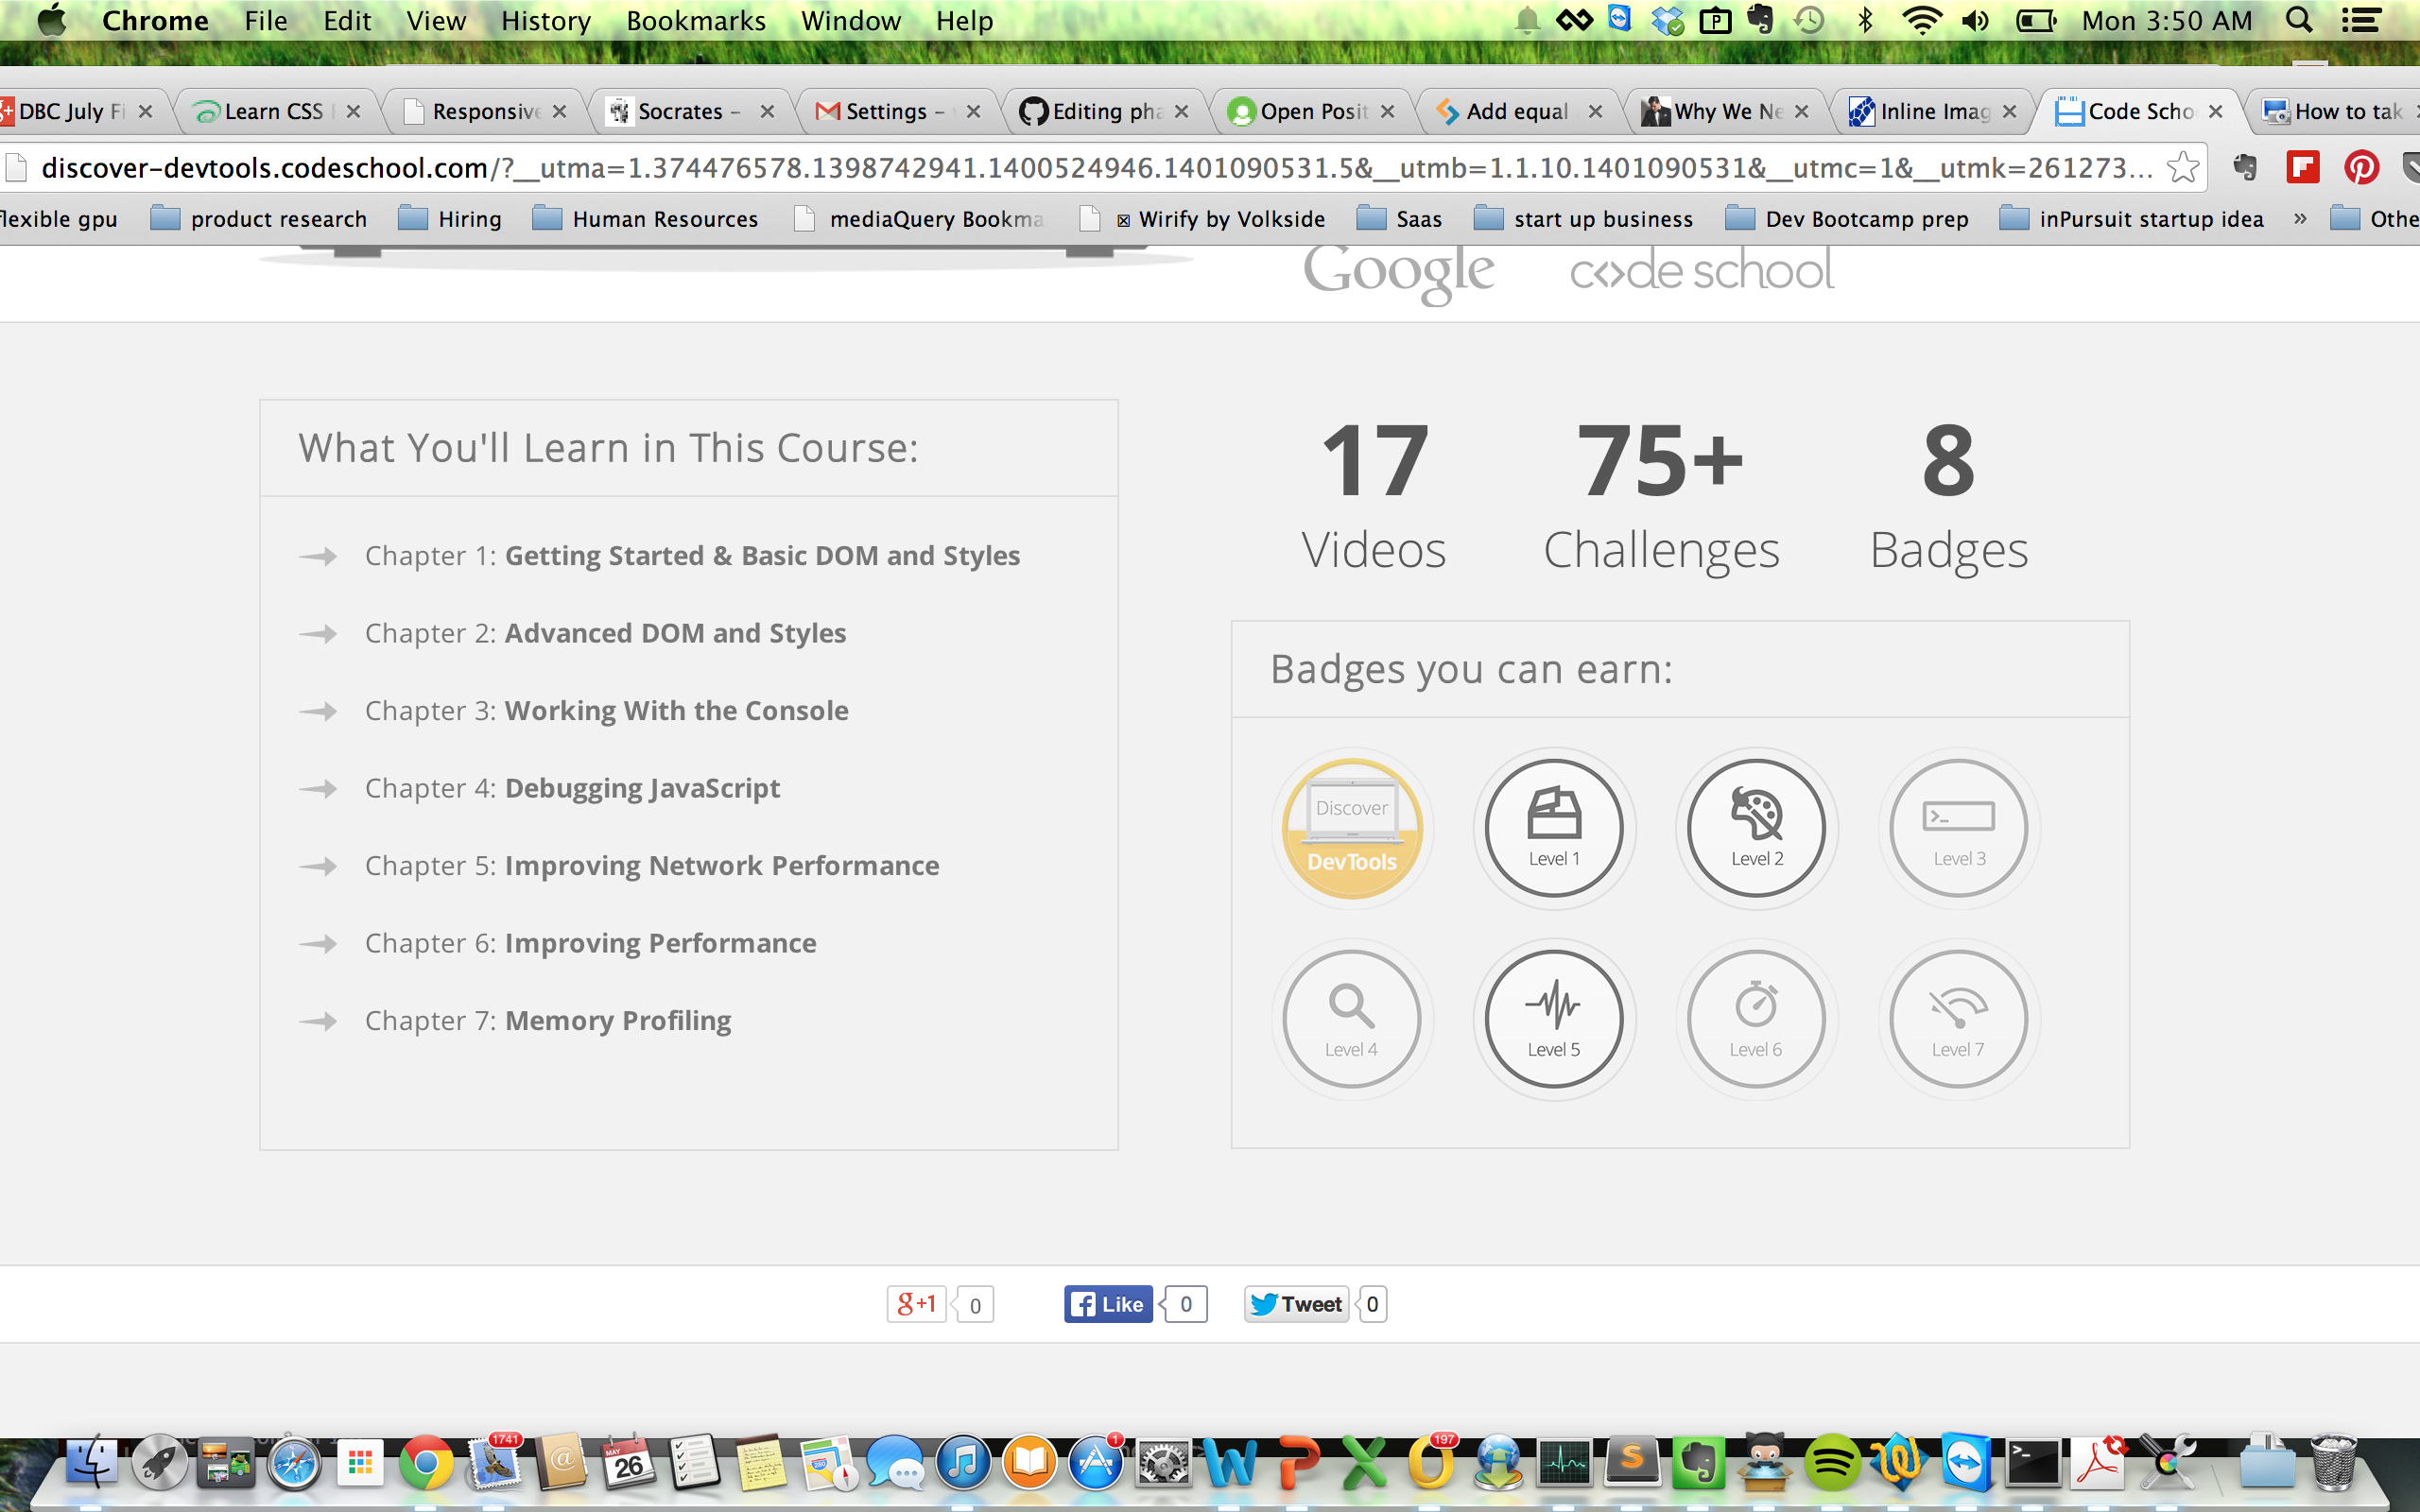 Chrome File Edit View History Bookmarks Window Help Mon 3:50 AM
DBC July Fi Learn CSS Responsive Socrates – Settings – Editing pha Open Posit Add equal Why We Ne Inline Imag Code Scho How to tak
discover-devtools.codeschool.com/?__utma=1.374476578.1398742941.1400524946.1401090531.5&__utmb=1.1.10.1401090531&__utmc=1&__utmk=261273...
flexible gpu product research Hiring Human Resources mediaQuery Bookma Wirify by Volkside Saas start up business Dev Bootcamp prep inPursuit startup idea » Othe
Google code school
What You'll Learn in This Course:
Chapter 1: Getting Started & Basic DOM and Styles
Chapter 2: Advanced DOM and Styles
Chapter 3: Working With the Console
Chapter 4: Debugging JavaScript
Chapter 5: Improving Network Performance
Chapter 6: Improving Performance
Chapter 7: Memory Profiling
17 75+ 8
Videos Challenges Badges
Badges you can earn:
Discover
DevTools
Level 1
Level 2
Level 3
Level 4
Level 5
Level 6
Level 7
g+1 0 Like 0 Tweet 0
1741
MAY
26
280
1
197